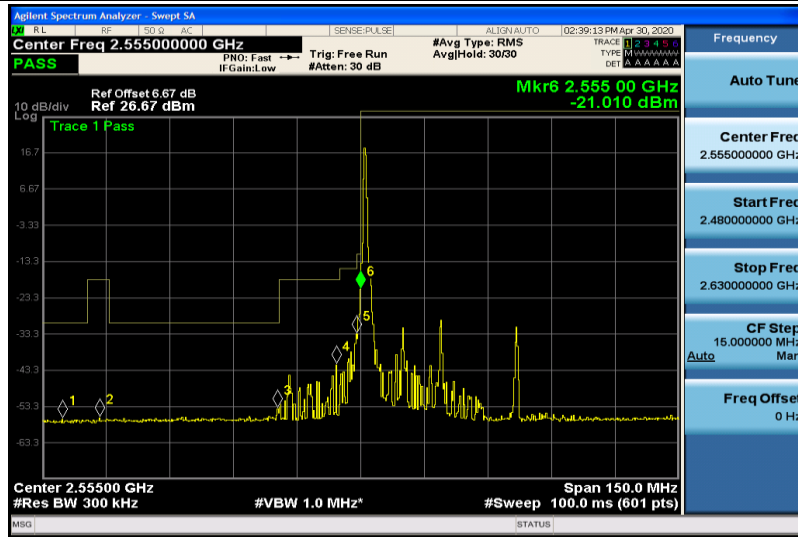 Agilent Spectrum Analyzer - Swept SA
LXI RL RF 50 Ω AC SENSE:PULSE ALIGN AUTO 02:39:13 PM Apr 30, 2020
Center Freq 2.555000000 GHz
PASS
PNO: Fast
IFGain:Low
Trig: Free Run
#Atten: 30 dB
#Avg Type: RMS
Avg|Hold: 30/30
TRACE 1 2 3 4 5 6
TYPE M WWWWW
DET A A A A A A
Frequency
Auto Tune
Center Freq
2.555000000 GHz
Start Freq
2.480000000 GHz
Stop Freq
2.630000000 GHz
CF Step
15.000000 MHz
Auto Man
Freq Offset
0 Hz
Ref Offset 6.67 dB
10 dB/div Ref 26.67 dBm
Log
Mkr6 2.555 00 GHz
-21.010 dBm
Trace 1 Pass
16.7
6.67
-3.33
-13.3
-23.3
-33.3
-43.3
-53.3
-63.3
1
2
3
4
5
6
Center 2.55500 GHz Span 150.0 MHz
#Res BW 300 kHz #VBW 1.0 MHz* #Sweep 100.0 ms (601 pts)
MSG STATUS